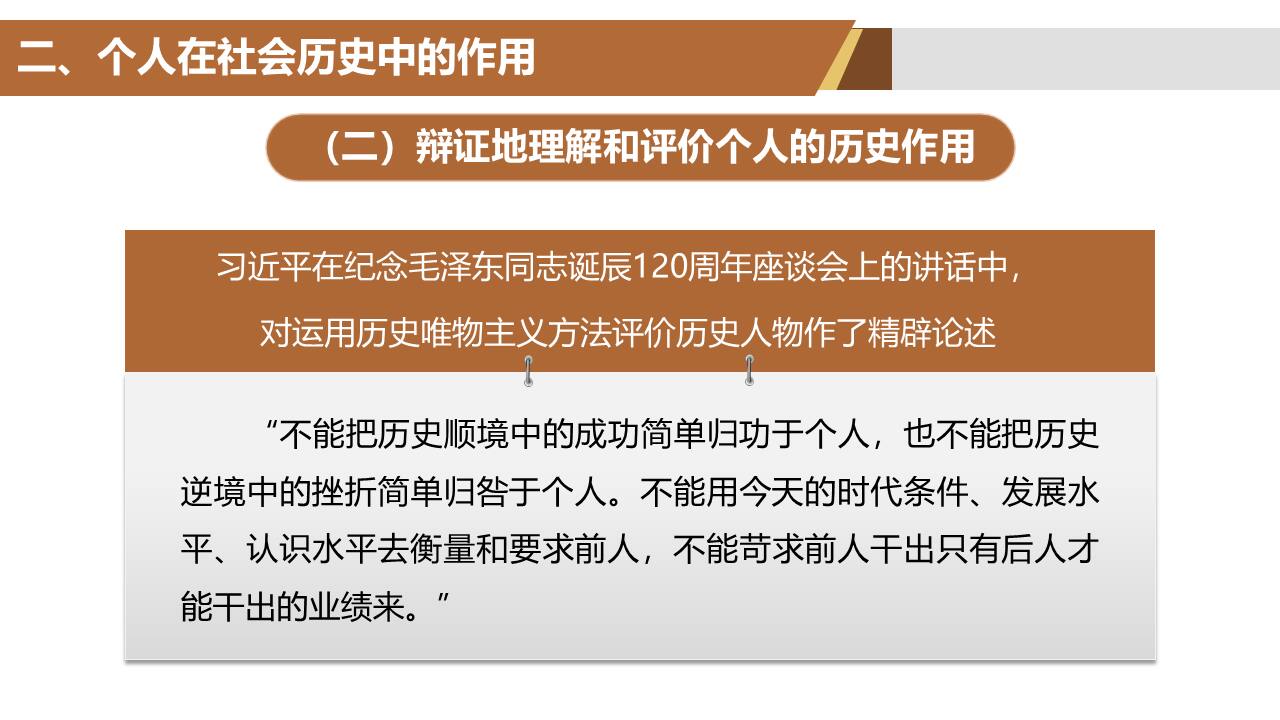 二、个人在社会历史中的作用
（二）辩证地理解和评价个人的历史作用
习近平在纪念毛泽东同志诞辰120周年座谈会上的讲话中，
对运用历史唯物主义方法评价历史人物作了精辟论述
“不能把历史顺境中的成功简单归功于个人，也不能把历史
逆境中的挫折简单归咎于个人。不能用今天的时代条件、发展水
平、认识水平去衡量和要求前人，不能苛求前人干出只有后人才
能干出的业绩来。”